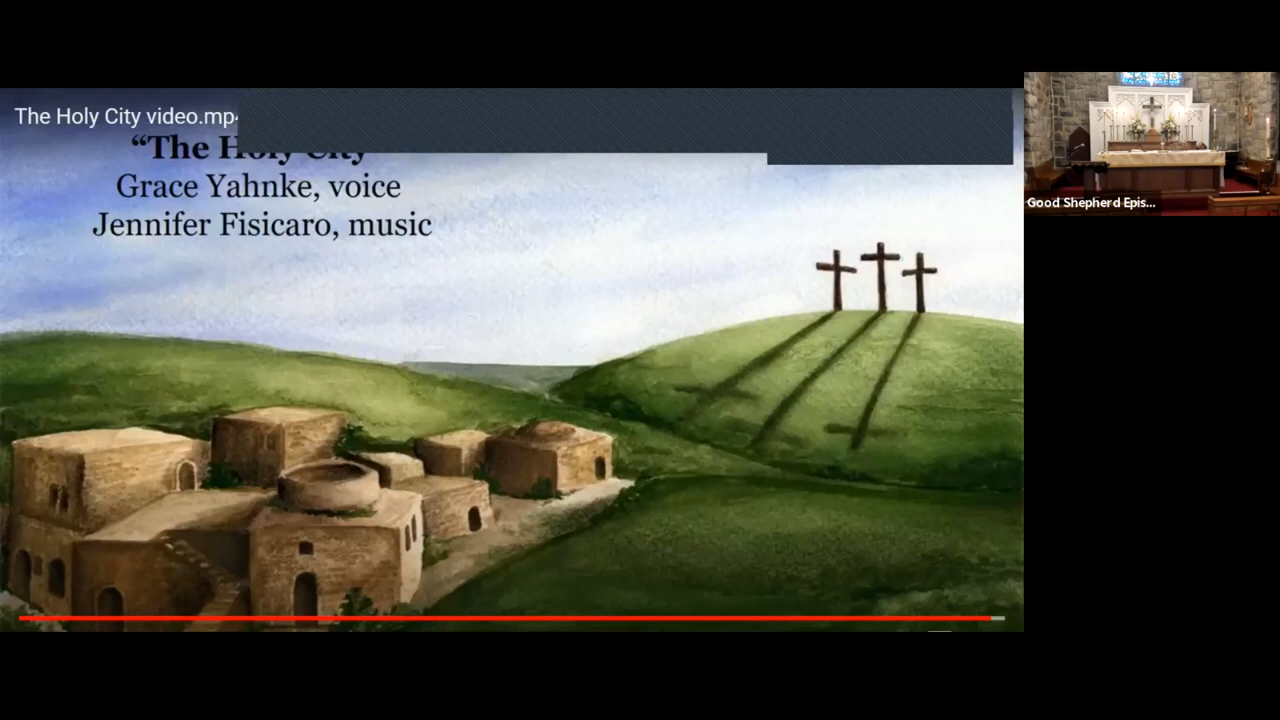 The Holy City video.mp4
“The Holy City”
Grace Yahnke, voice
Jennifer Fisicaro, music
Good Shepherd Epis...